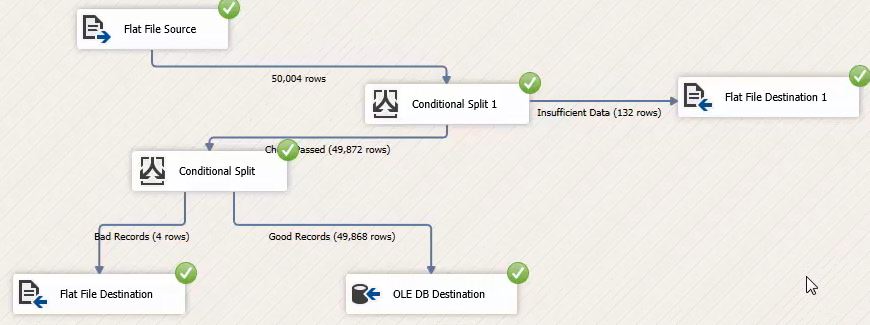 Flat File Source
50,004 rows
Conditional Split 1
Insufficient Data (132 rows)
Flat File Destination 1
Passed (49,872 rows)
Conditional Split
Bad Records (4 rows)
Good Records (49,868 rows)
Flat File Destination
OLE DB Destination